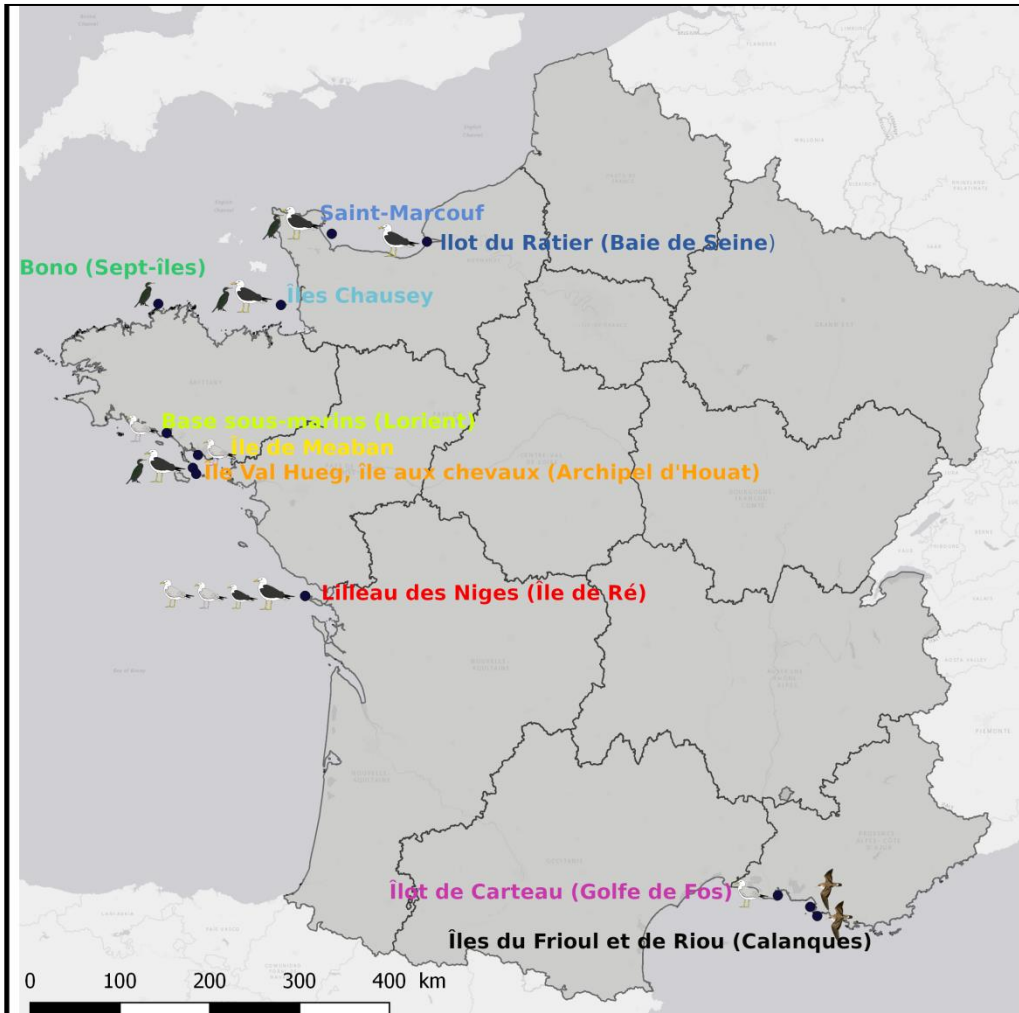 Saint-Marcouf
Ilot du Ratier (Baie de Seine)
Bono (Sept-îles)
Îles Chausey
Base sous-marins (Lorient)
Île de Meaban
Île Val Hueg, île aux chevaux (Archipel d'Houat)
Lilleau des Niges (Île de Ré)
Îlot de Carteau (Golfe de Fos)
Îles du Frioul et de Riou (Calanques)
0 100 200 300 400 km